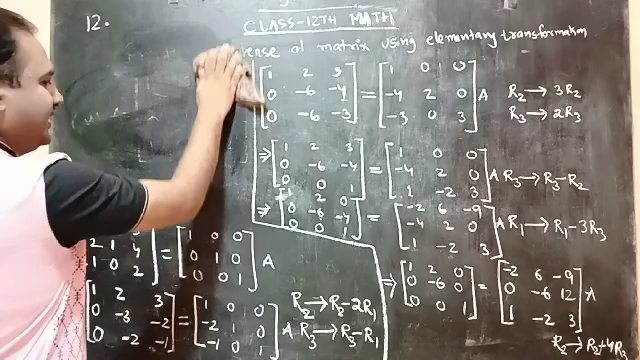 12.
CLASS-12TH MATH
of matrix using elementary transformation
2 1 4 = [1 0 0; 0 1 0; 0 0 1] A
1 0 2
[1 2 3; 0 -3 -2; 0 -2 -1] = [1 0 0; -2 1 0; -1 0 1] A
R₂ → R₂-2R₁
R₃ → R₃-R₁
[1 2 3; 0 -6 -4; 0 -6 -3] = [1 0 0; -4 2 0; -3 0 3] A
R₂ → 3R₂
R₃ → 2R₃
⇒ [1 2 3; 0 -6 -4; 0 0 1] = [1 0 0; -4 2 0; 1 -2 3] A R₃ → R₃-R₂
⇒ [1 2 0; 0 -6 -4; 0 0 1] = [-2 6 -9; -4 2 0; 1 -2 3] A R₁ → R₁-3R₃
⇒ [1 2 0; 0 -6 0; 0 0 1] = [-2 6 -9; 0 -6 12; 1 -2 3] A
R₂ → R₂+4R₃